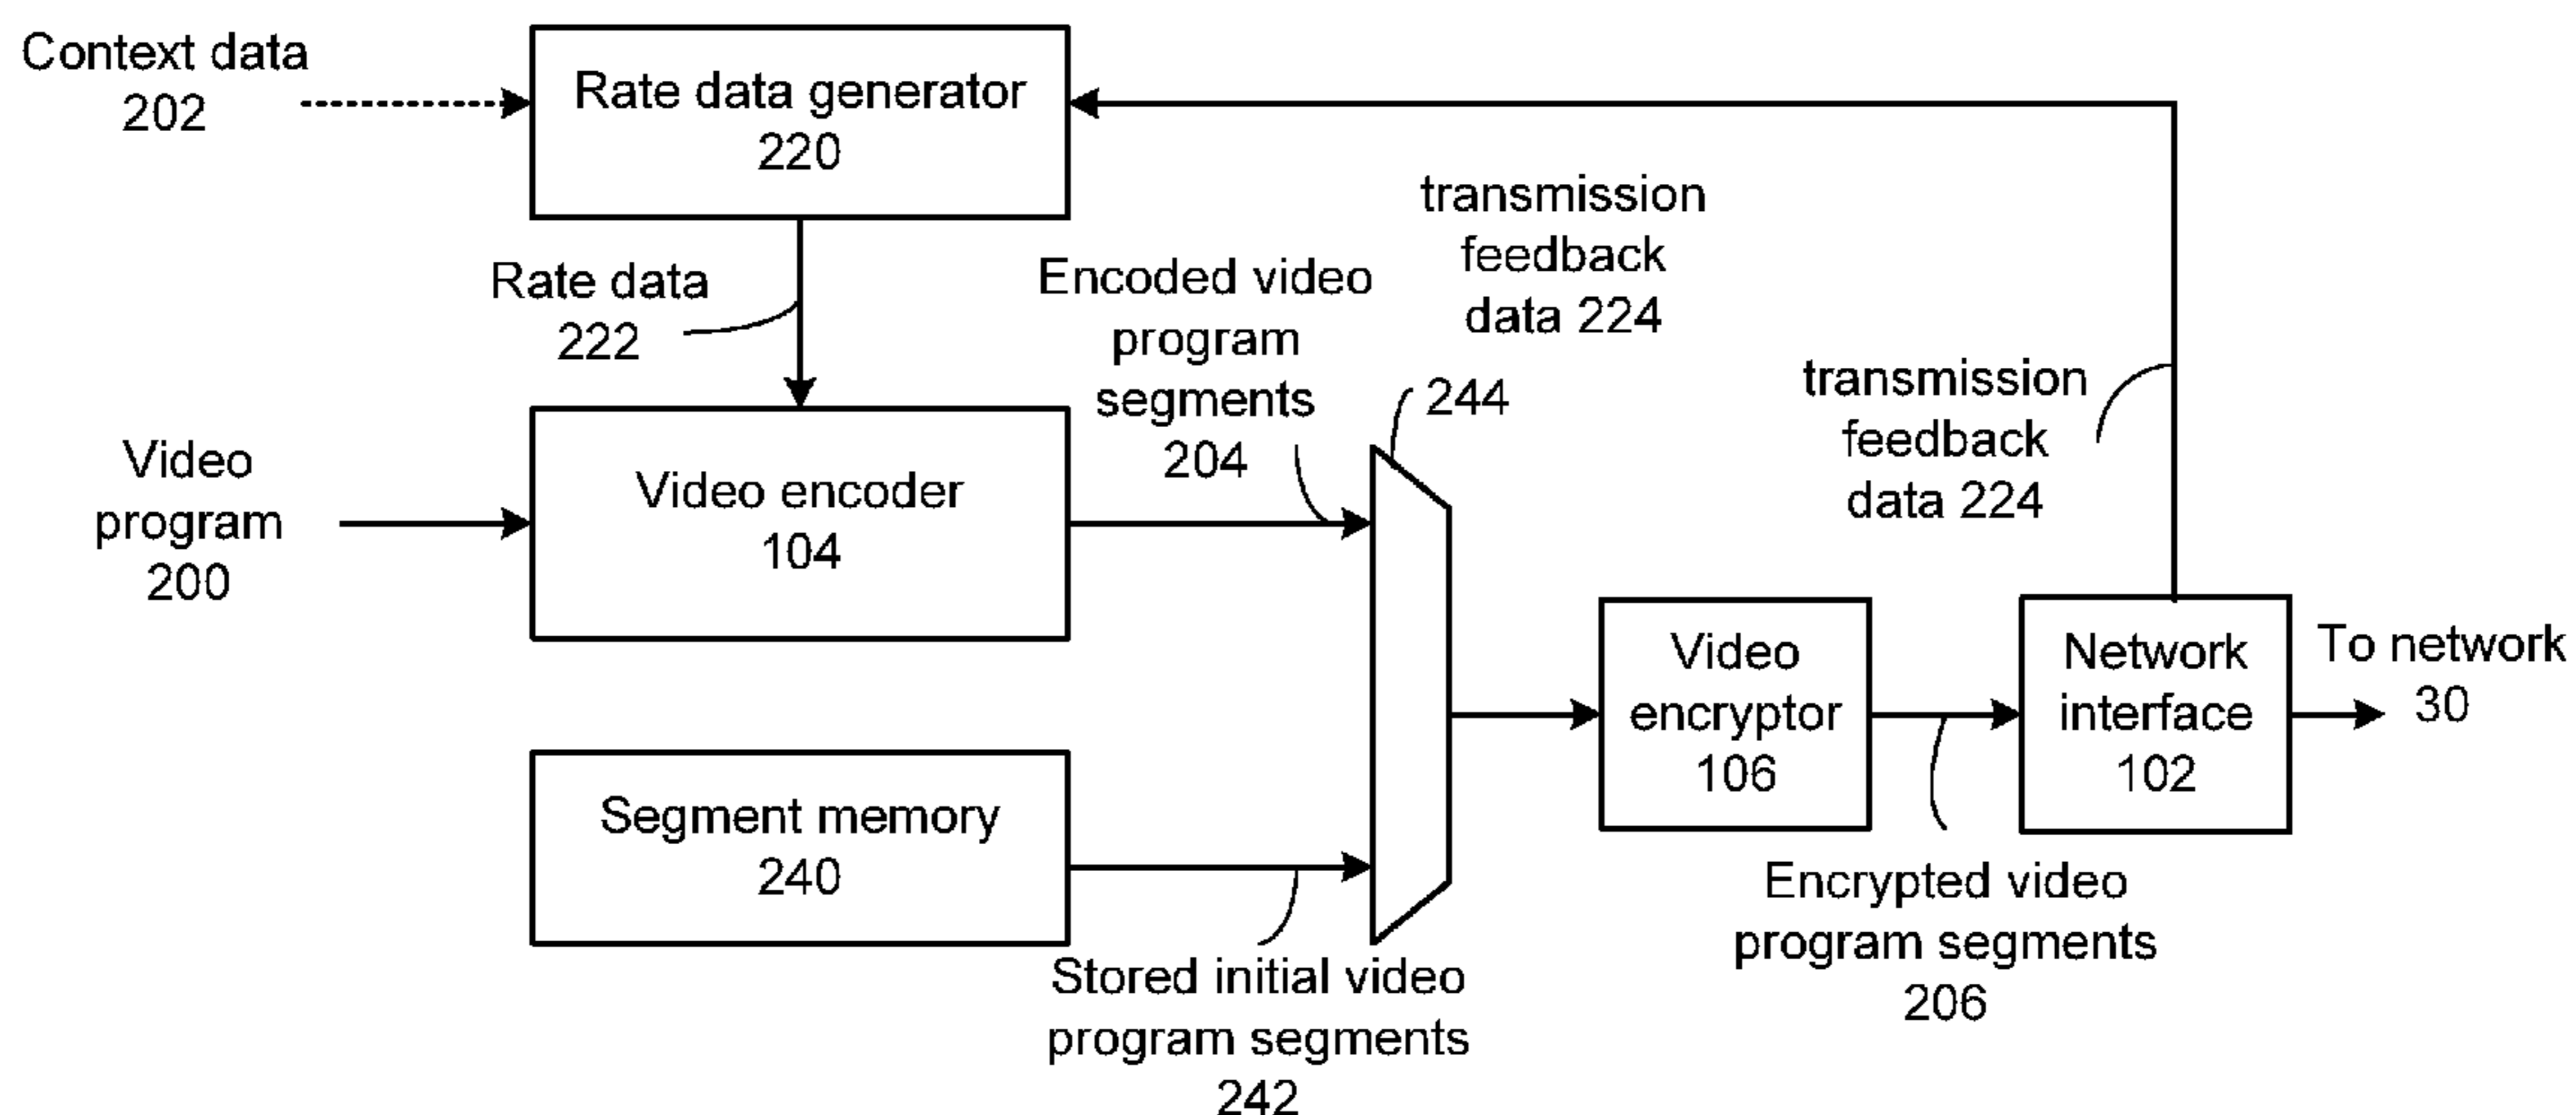 Context data
202
Rate data generator
220
transmission
feedback
data 224
Rate data
222
Encoded video
program
segments
204
244
transmission
feedback
data 224
Video
program
200
Video encoder
104
Segment memory
240
Stored initial video
program segments
242
Video
encryptor
106
Encrypted video
program segments
206
Network
interface
102
To network
30